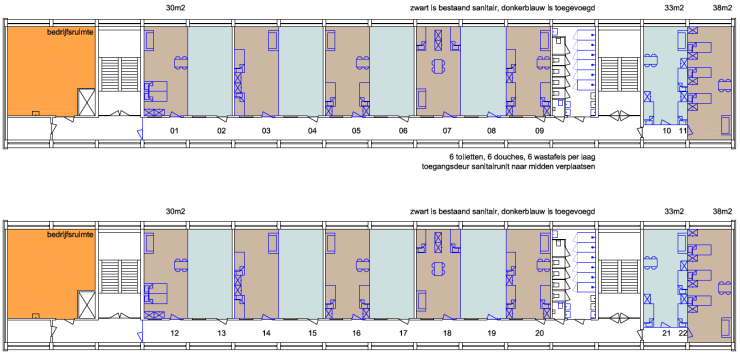 30m2 zwart is bestaand sanitair, donkerblauw is toegevoegd 33m2 38m2
bedrijfsruimte
01 02 03 04 05 06 07 08 09 10 11
6 toiletten, 6 douches, 6 wastafels per laag
toegangsdeur sanitairunit naar midden verplaatsen
30m2 zwart is bestaand sanitair, donkerblauw is toegevoegd 33m2 38m2
bedrijfsruimte
12 13 14 15 16 17 18 19 20 21 22